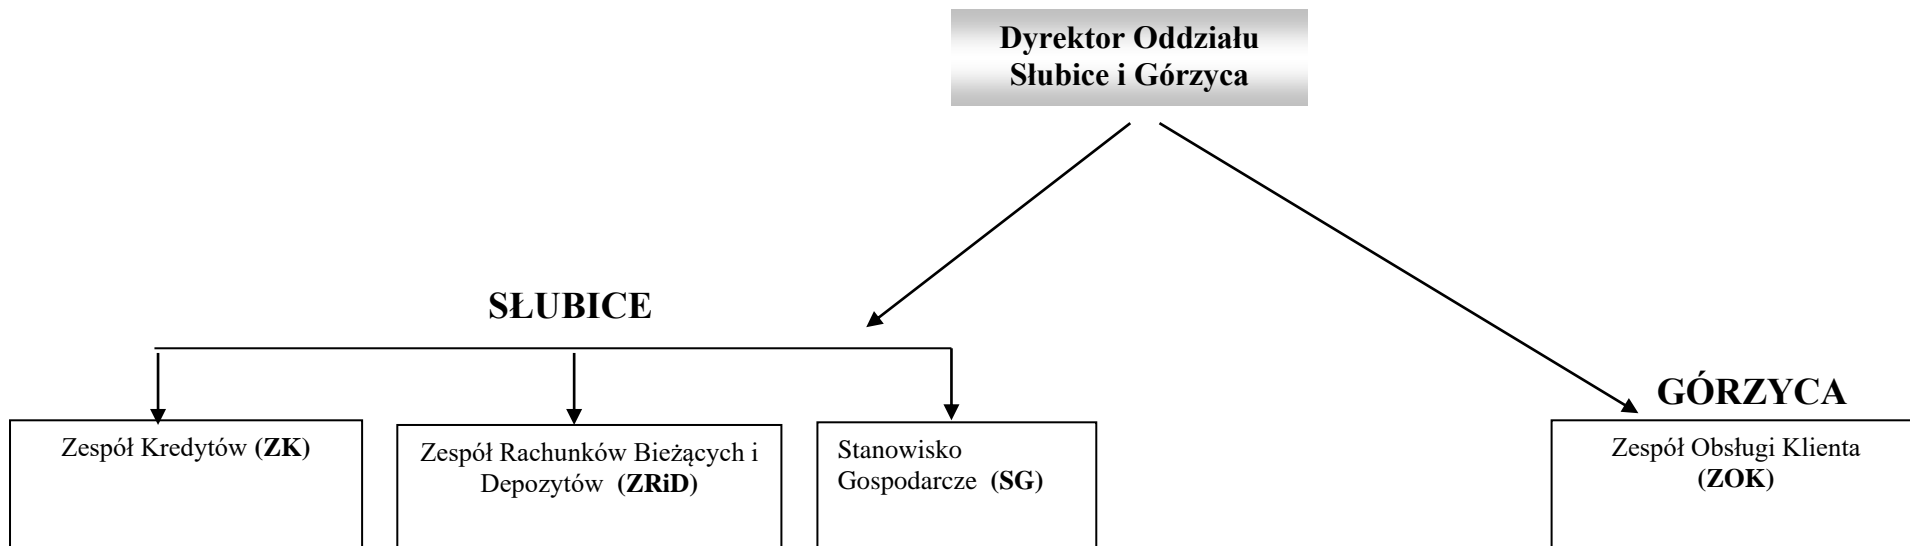 Dyrektor Oddziału
Słubice i Górzyca
SŁUBICE
GÓRZYCA
Zespół Kredytów (ZK)
Zespół Rachunków Bieżących i
Depozytów (ZRiD)
Stanowisko
Gospodarcze (SG)
Zespół Obsługi Klienta
(ZOK)